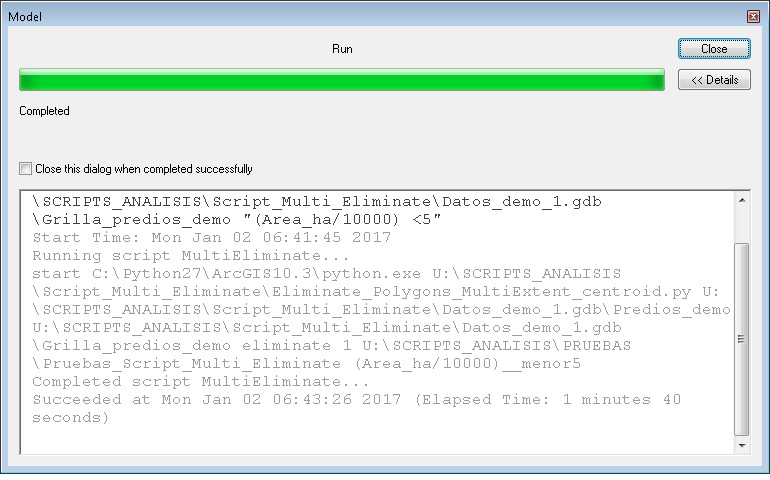 Model
Run
Close
<< Details
Completed
Close this dialog when completed successfully
\SCRIPTS_ANALISIS\Script_Multi_Eliminate\Datos_demo_1.gdb
\Grilla_predios_demo "(Area_ha/10000) <5"
Start Time: Mon Jan 02 06:41:45 2017
Running script MultiEliminate...
start C:\Python27\ArcGIS10.3\python.exe U:\SCRIPTS_ANALISIS
\Script_Multi_Eliminate\Eliminate_Polygons_MultiExtent_centroid.py U:
\SCRIPTS_ANALISIS\Script_Multi_Eliminate\Datos_demo_1.gdb\Predios_demo
U:\SCRIPTS_ANALISIS\Script_Multi_Eliminate\Datos_demo_1.gdb
\Grilla_predios_demo eliminate 1 U:\SCRIPTS_ANALISIS\PRUEBAS
\Pruebas_Script_Multi_Eliminate (Area_ha/10000)__menor5
Completed script MultiEliminate...
Succeeded at Mon Jan 02 06:43:26 2017 (Elapsed Time: 1 minutes 40
seconds)